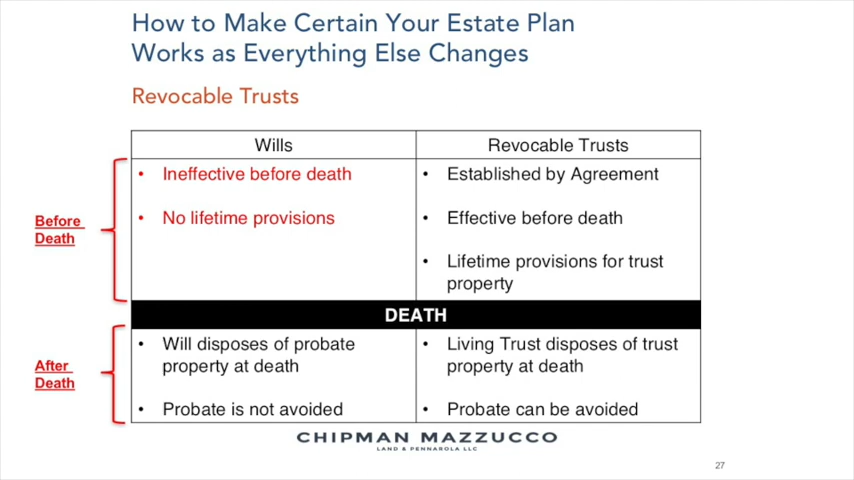 How to Make Certain Your Estate Plan
Works as Everything Else Changes
Revocable Trusts
Wills
Revocable Trusts
Before
Death
• Ineffective before death
• No lifetime provisions
• Established by Agreement
• Effective before death
• Lifetime provisions for trust
property
DEATH
After
Death
• Will disposes of probate
property at death
• Probate is not avoided
• Living Trust disposes of trust
property at death
• Probate can be avoided
CHIPMAN MAZZUCCO
LAND & PENNAROLA LLC
27